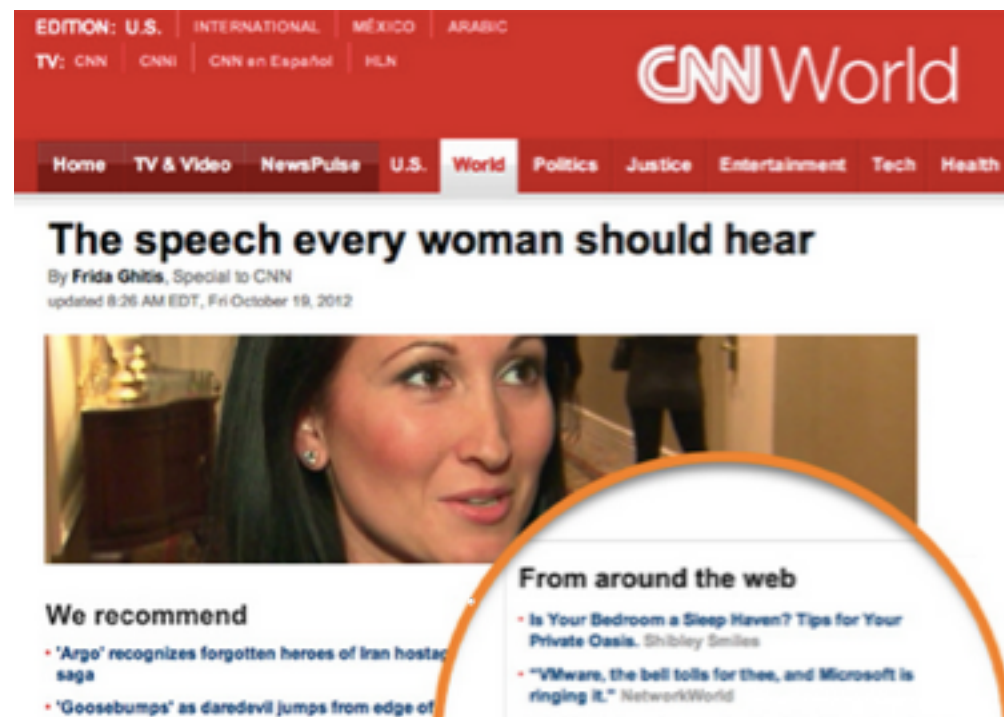 EDITION: U.S. INTERNATIONAL MÉXICO ARABIC
TV: CNN CNNi CNN en Español HLN
CNN World
Home TV & Video NewsPulse U.S. World Politics Justice Entertainment Tech Health
The speech every woman should hear
By Frida Ghitis, Special to CNN
updated 8:26 AM EDT, Fri October 19, 2012
We recommend
'Argo' recognizes forgotten heroes of Iran hostag
saga
'Goosebumps' as daredevil jumps from edge of
From around the web
Is Your Bedroom a Sleep Haven? Tips for Your
Private Oasis. Shibley Smiles
"VMware, the bell tolls for thee, and Microsoft is
ringing it." NetworkWorld